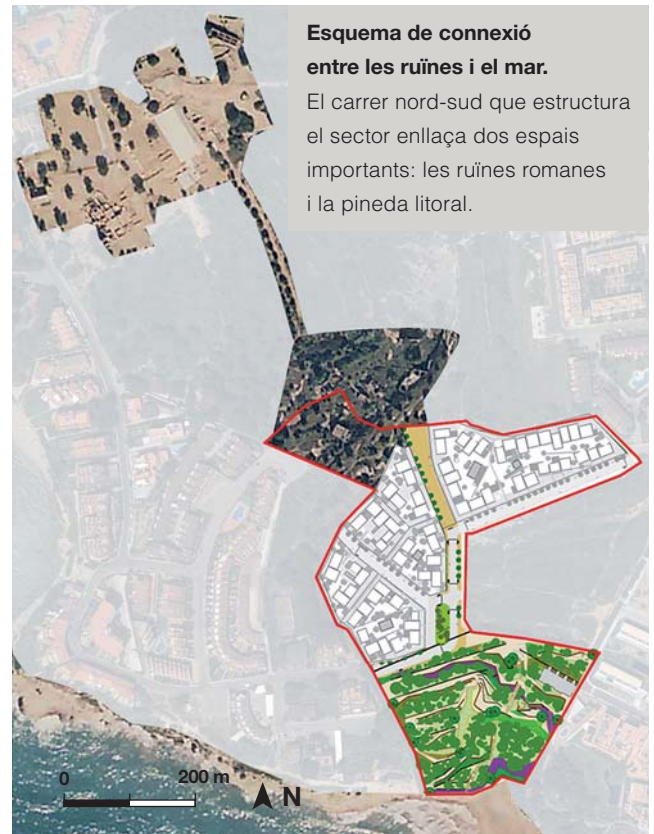 Esquema de connexió
entre les ruïnes i el mar.
El carrer nord-sud que estructura
el sector enllaça dos espais
importants: les ruïnes romanes
i la pineda litoral.
0 200 m N